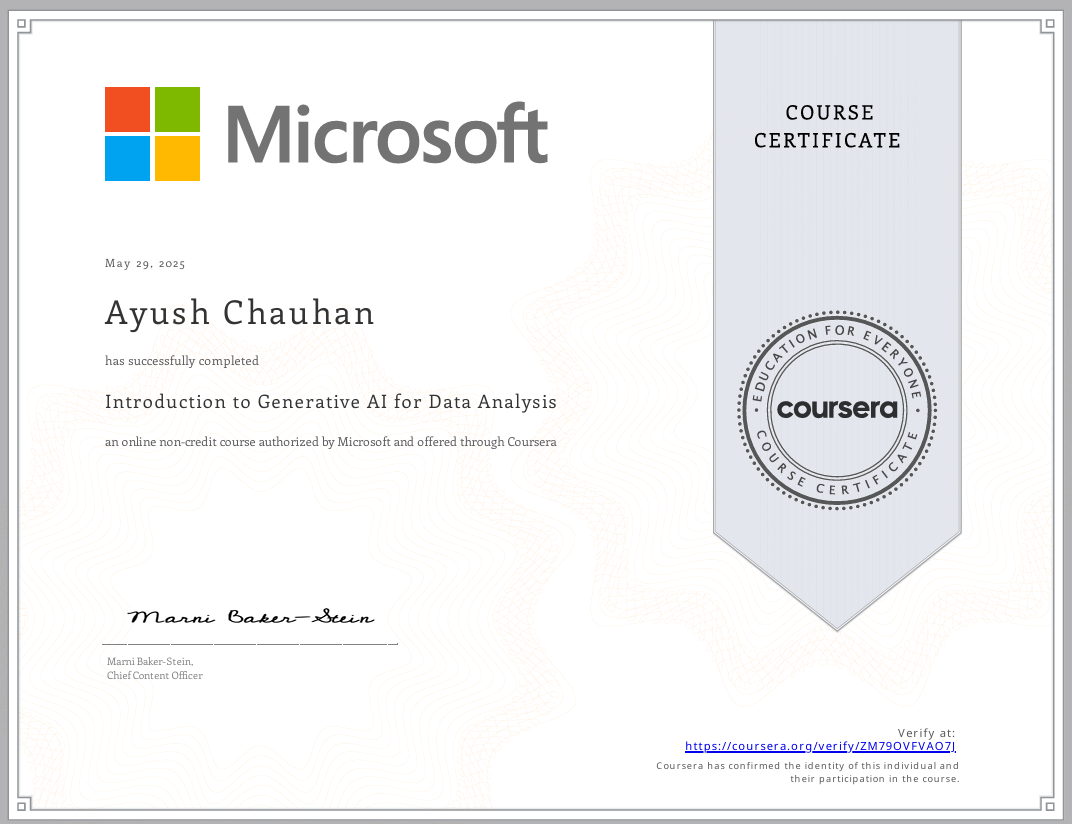 Microsoft
COURSE
CERTIFICATE
May 29, 2025
Ayush Chauhan
has successfully completed
Introduction to Generative AI for Data Analysis
an online non-credit course authorized by Microsoft and offered through Coursera
EDUCATION FOR EVERYONE
coursera
COURSE CERTIFICATE
Marni Baker-Stein
Marni Baker-Stein,
Chief Content Officer
Verify at:
https://coursera.org/verify/ZM79OVFVAO7J
Coursera has confirmed the identity of this individual and
their participation in the course.